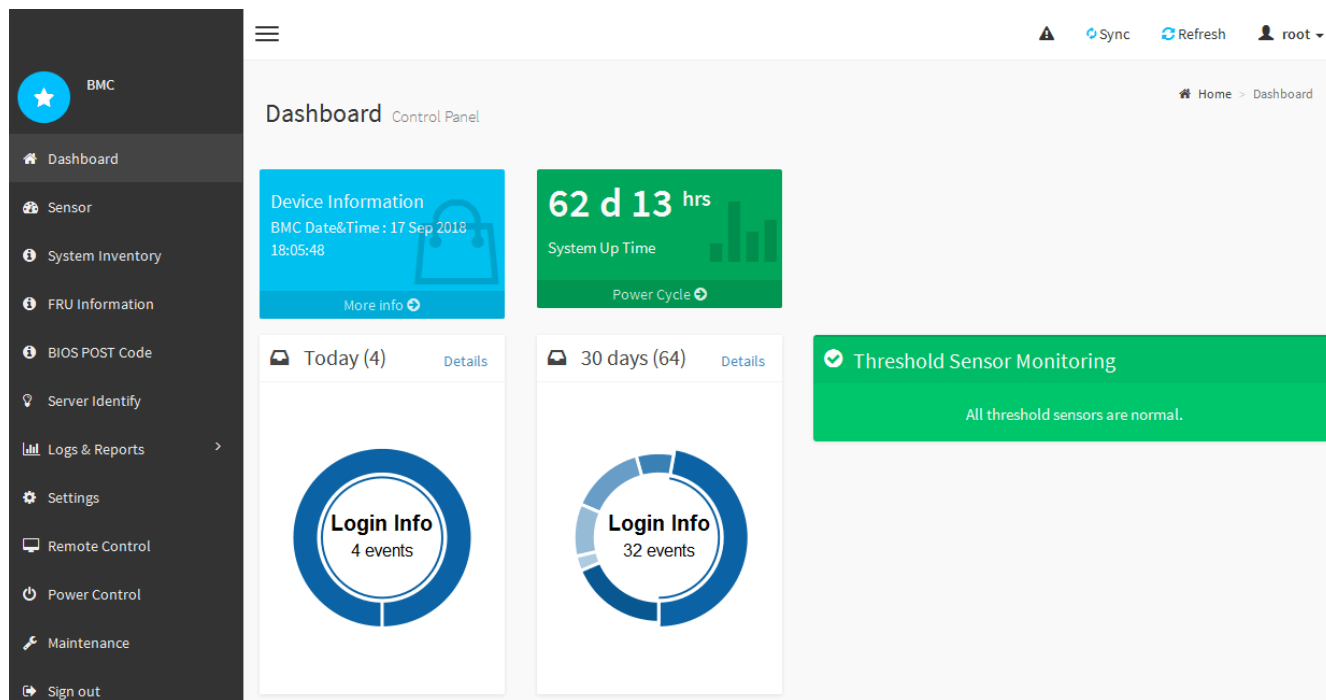 BMC
Dashboard
Sensor
System Inventory
FRU Information
BIOS POST Code
Server Identify
Logs & Reports
Settings
Remote Control
Power Control
Maintenance
Sign out
Sync
Refresh
root
Dashboard Control Panel
Home > Dashboard
Device Information
BMC Date&Time : 17 Sep 2018
18:05:48
More info
62 d 13 hrs
System Up Time
Power Cycle
Today (4)
Details
Login Info
4 events
30 days (64)
Details
Login Info
32 events
Threshold Sensor Monitoring
All threshold sensors are normal.